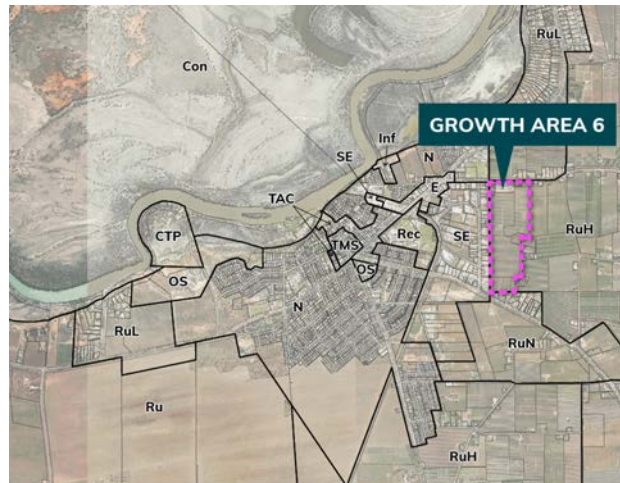 RuL
Con
GROWTH AREA 6
Inf
SE
N
TAC
E
CTP
Rec
SE
RuH
TMS
OS
OS
N
RuL
RuN
Ru
RuH